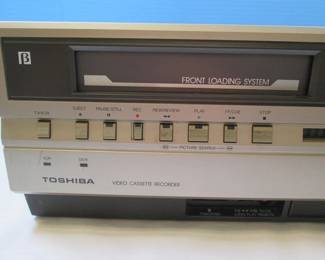 β
FRONT LOADING SYSTEM
TIMER EJECT PAUSE/STILL REC REW/REVIEW PLAY FF/CUE STOP
PICTURE SEARCH
TOSHIBA VIDEO CASSETTE RECORDER
TRACKING